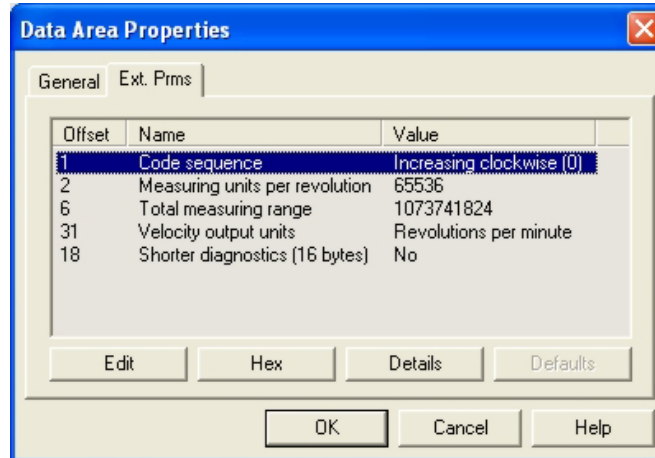 Data Area Properties
General Ext. Prms
Offset Name Value
1 Code sequence Increasing clockwise (0)
2 Measuring units per revolution 65536
6 Total measuring range 1073741824
31 Velocity output units Revolutions per minute
18 Shorter diagnostics (16 bytes) No
Edit Hex Details Defaults
OK Cancel Help